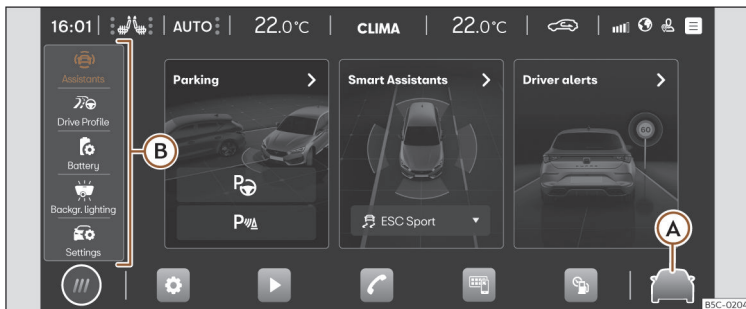 16:01 AUTO 22.0°C CLIMA 22.0°C
Assistants
Drive Profile
Battery
Backgr. lighting
Settings
B
Parking
P
P
Smart Assistants
ESC Sport
Driver alerts
60
A
B5C-0204